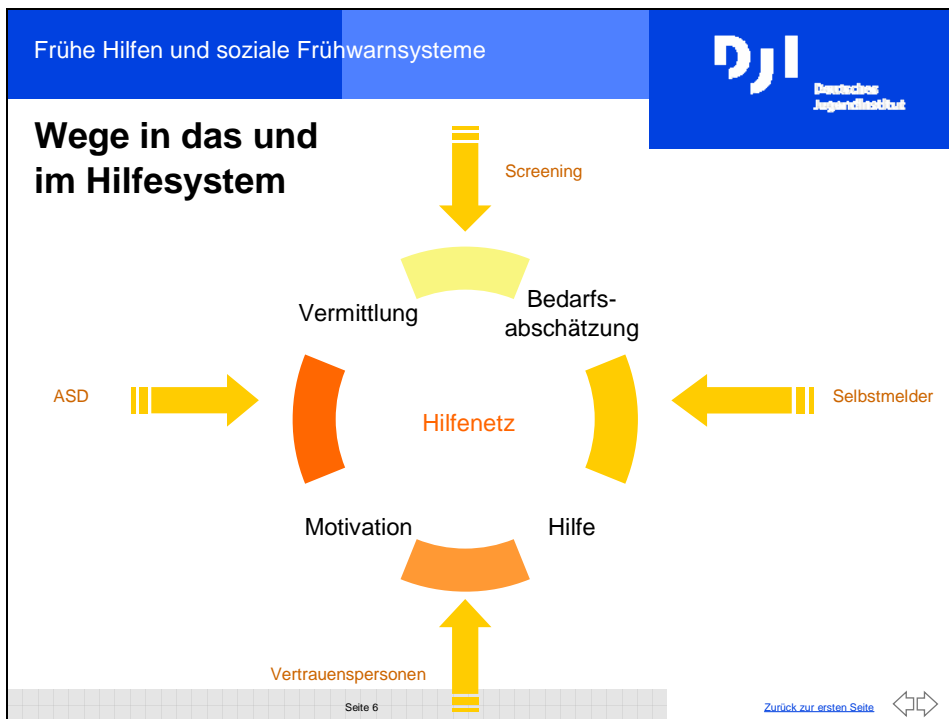 Frühe Hilfen und soziale Frühwarnsysteme
DJI
Deutsches
Jugendinstitut
Wege in das und
im Hilfesystem
Screening
Vermittlung
Bedarfs-
abschätzung
ASD
Hilfenetz
Selbstmelder
Motivation
Hilfe
Vertrauenspersonen
Seite 6
Zurück zur ersten Seite